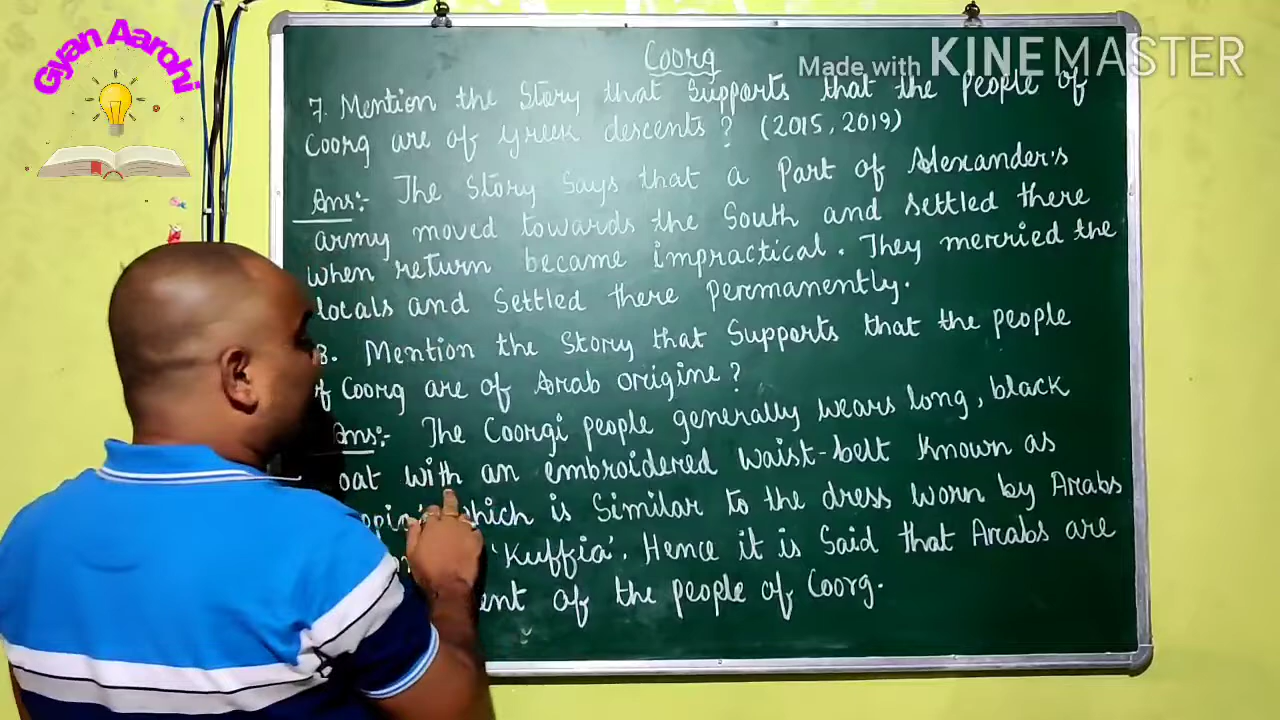 Gyan Aarohi
Made with KINEMASTER
Coorg
7. Mention the Story that Supports that the people of
Coorg are of Greek descents? (2015, 2019)
Ans:- The Story Says that a Part of Alexander's
army moved towards the South and settled there
when return became impractical. They merried the
locals and Settled there permanently.
8. Mention the Story that Supports that the people
of Coorg are of Arab origine?
Ans:- The Coorgi people generally wears long, black
oat with an embroidered waist-belt known as
which is Similar to the dress worn by Arabs
'Kuffia'. Hence it is Said that Arabs are
ent of the people of Coorg.